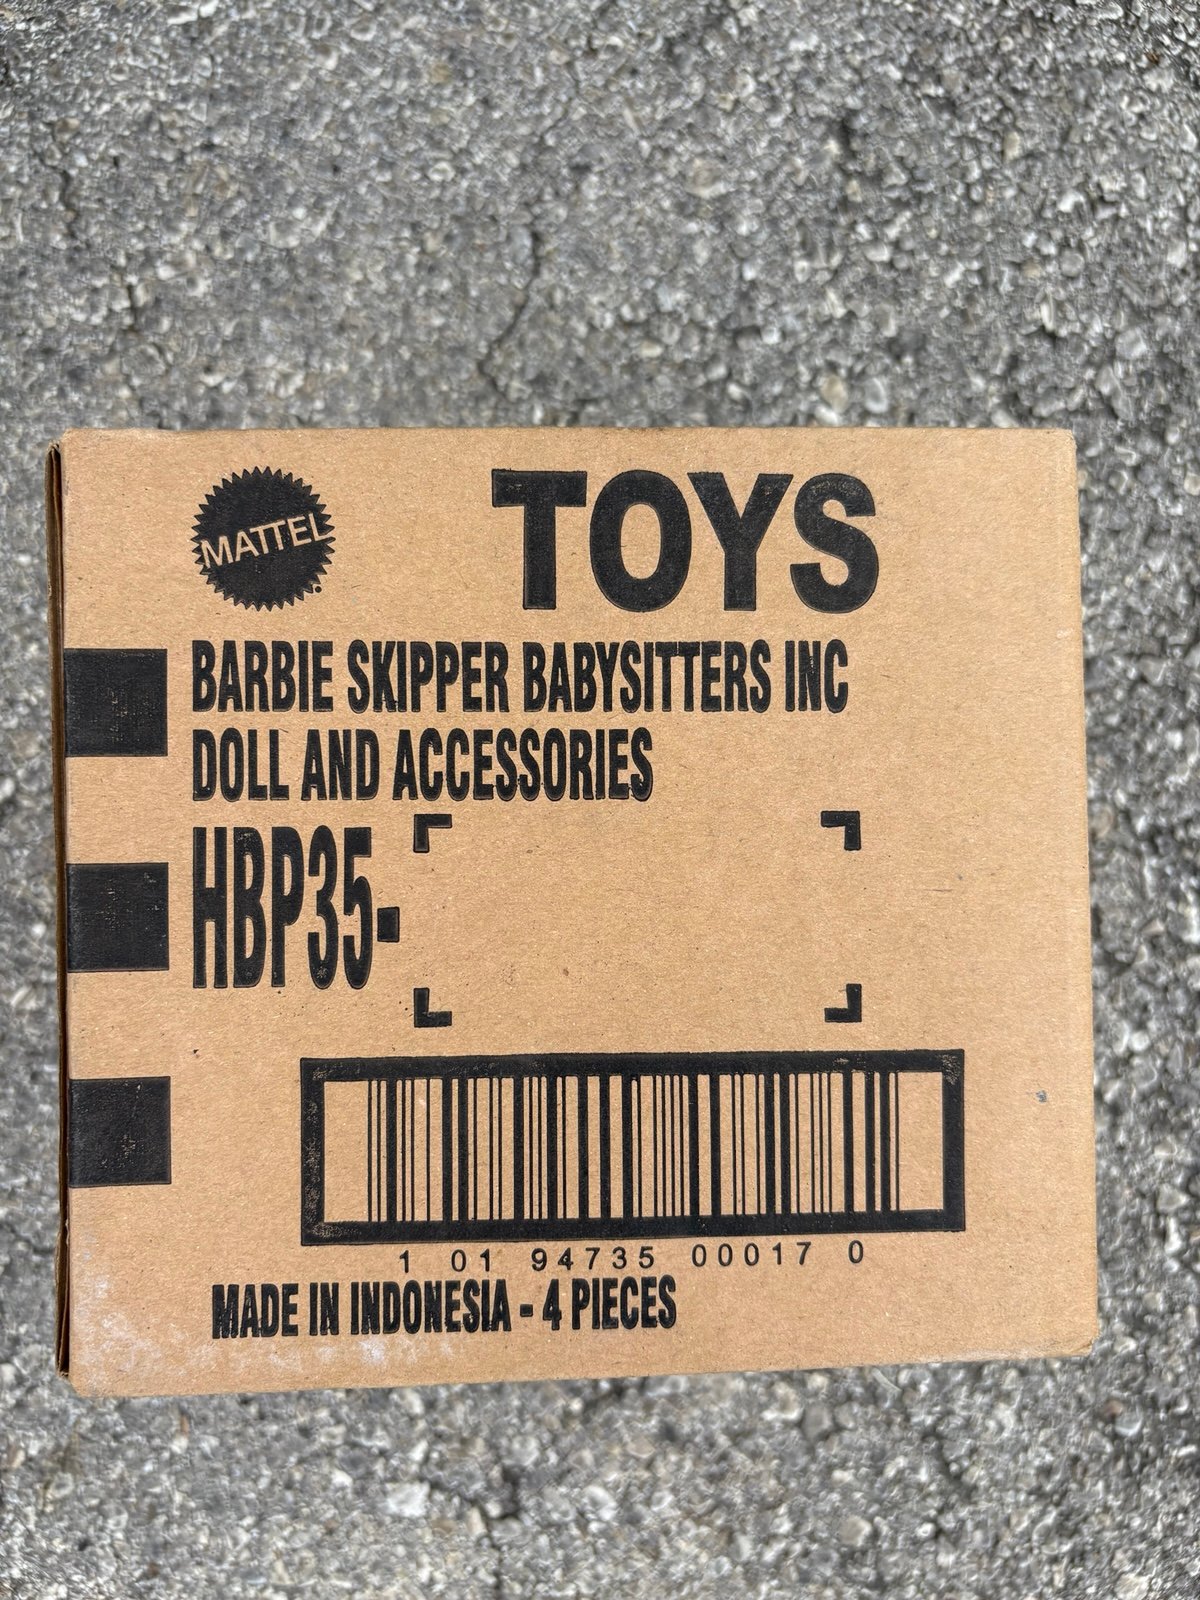 MATTEL
TOYS
BARBIE SKIPPER BABYSITTERS INC
DOLL AND ACCESSORIES
HBP35-
1 01 94735 00017 0
MADE IN INDONESIA - 4 PIECES